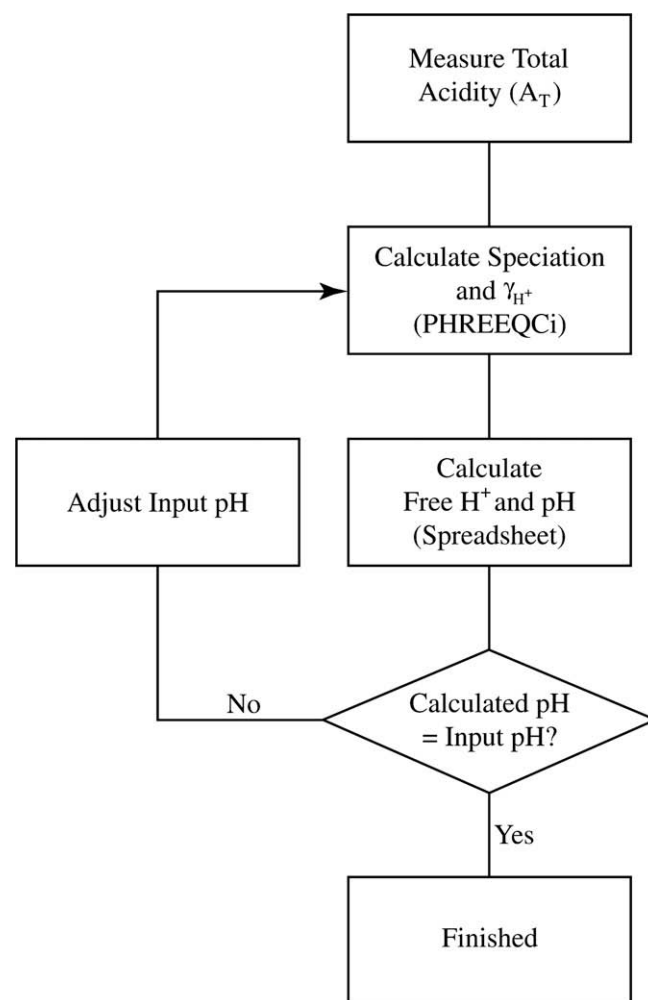 Measure Total
Acidity (A_T)
Calculate Speciation
and γ_H⁺
(PHREEQCi)
Adjust Input pH
Calculate
Free H⁺ and pH
(Spreadsheet)
No
Calculated pH
= Input pH?
Yes
Finished